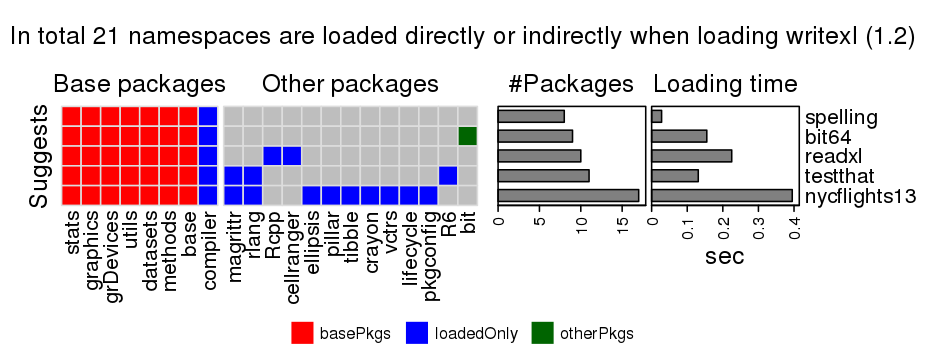 In total 21 namespaces are loaded directly or indirectly when loading writexl (1.2)
Base packages
Other packages
#Packages
Loading time
Suggests
spelling
bit64
readxl
testthat
nycflights13
stats
graphics
grDevices
utils
datasets
methods
base
compiler
magrittr
rlang
Rcpp
cellranger
ellipsis
pillar
tibble
crayon
vctrs
lifecycle
pkgconfig
R6
bit
0
5
10
15
0
0.1
0.2
0.3
0.4
sec
basePkgs
loadedOnly
otherPkgs